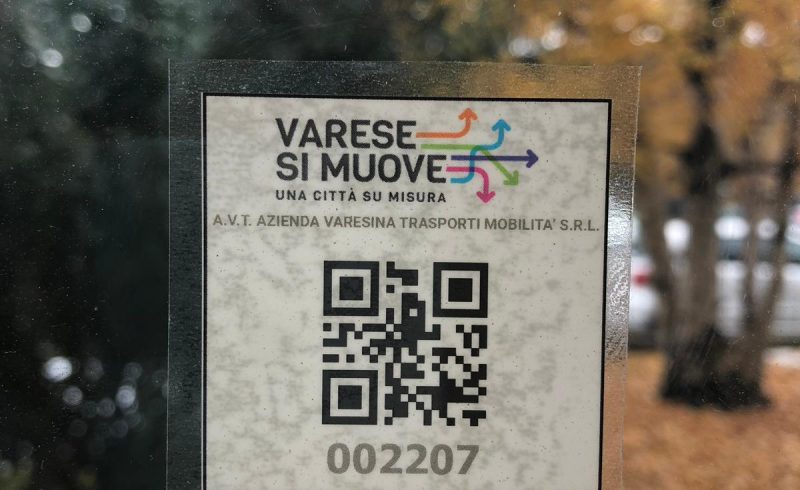 VARESE
SI MUOVE
UNA CITTÀ SU MISURA
A.V.T. AZIENDA VARESINA TRASPORTI MOBILITA' S.R.L.
002207